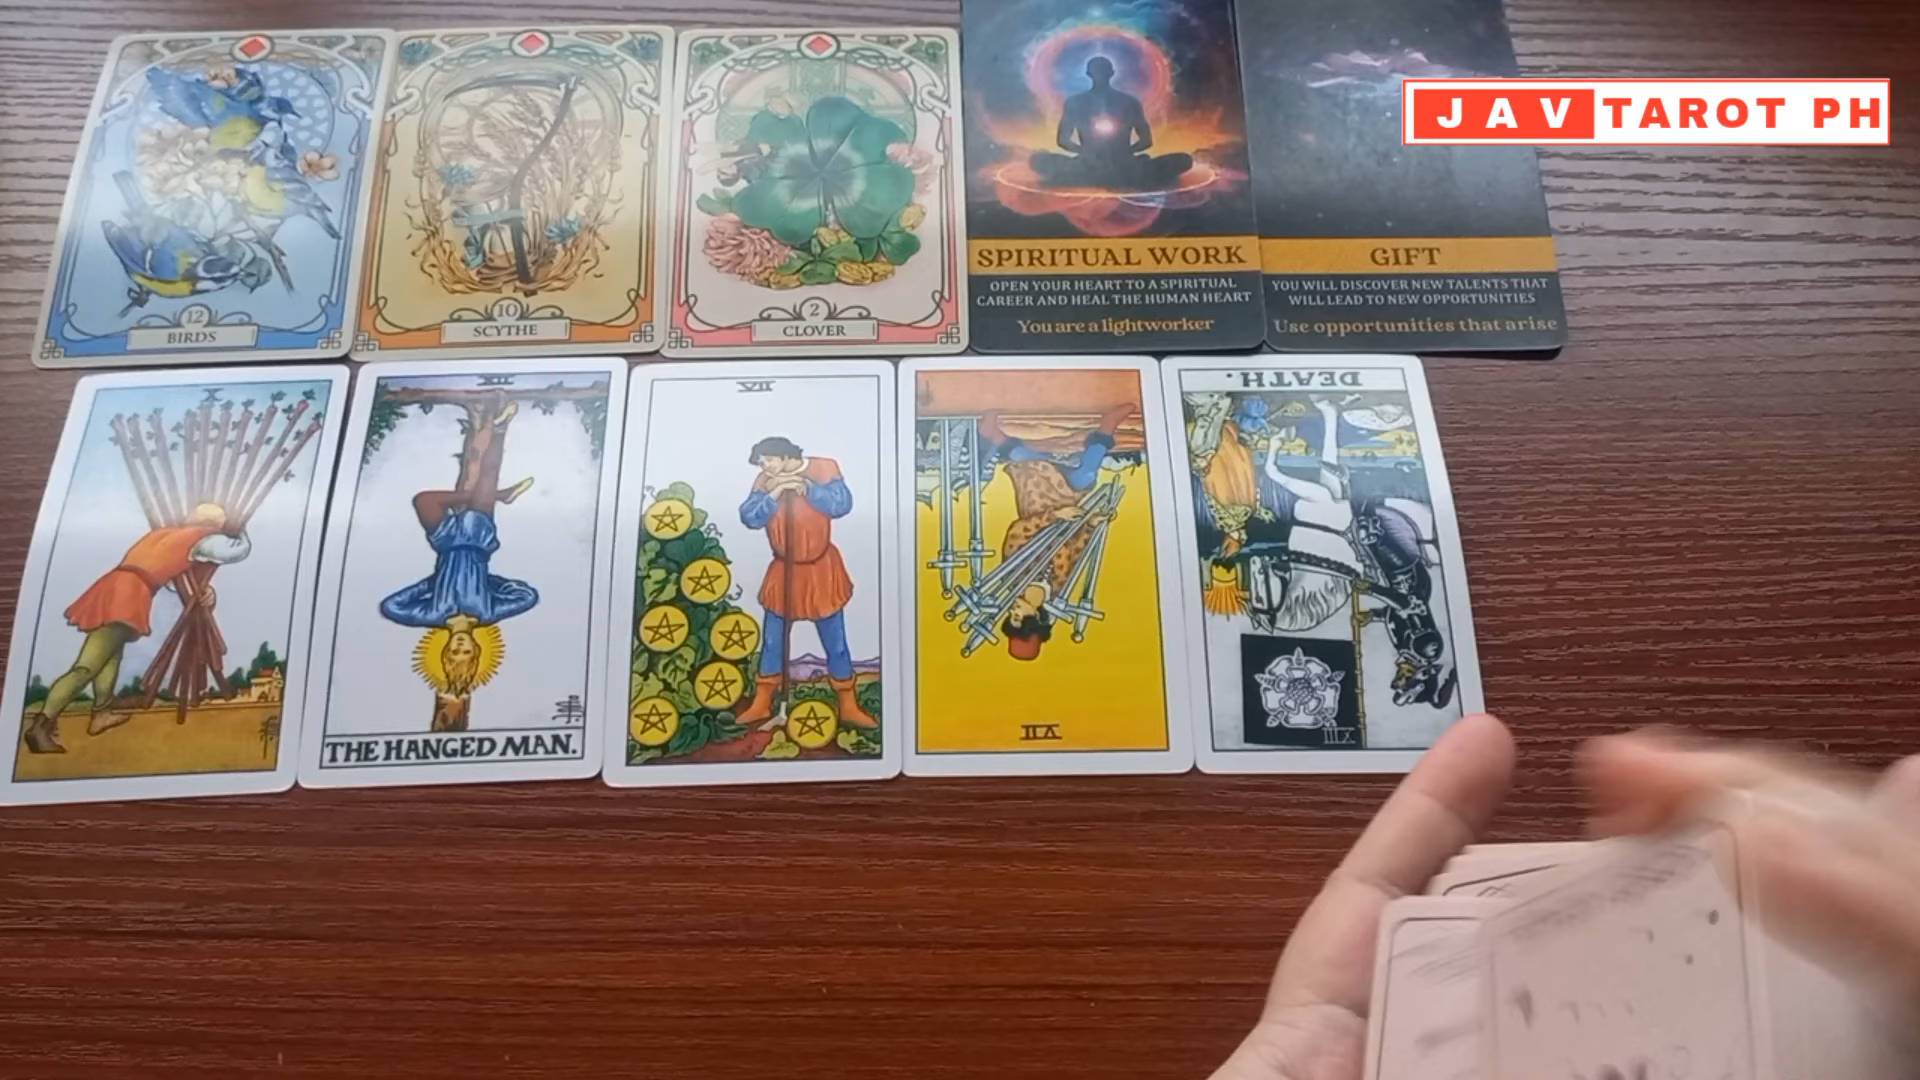 JAV TAROT PH
12
BIRDS
10
SCYTHE
2
CLOVER
SPIRITUAL WORK
OPEN YOUR HEART TO A SPIRITUAL
CAREER AND HEAL THE HUMAN HEART
You are a lightworker
GIFT
YOU WILL DISCOVER NEW TALENTS THAT
WILL LEAD TO NEW OPPORTUNITIES
Use opportunities that arise
X
XII
THE HANGED MAN.
VII
VII
DEATH.
XIII